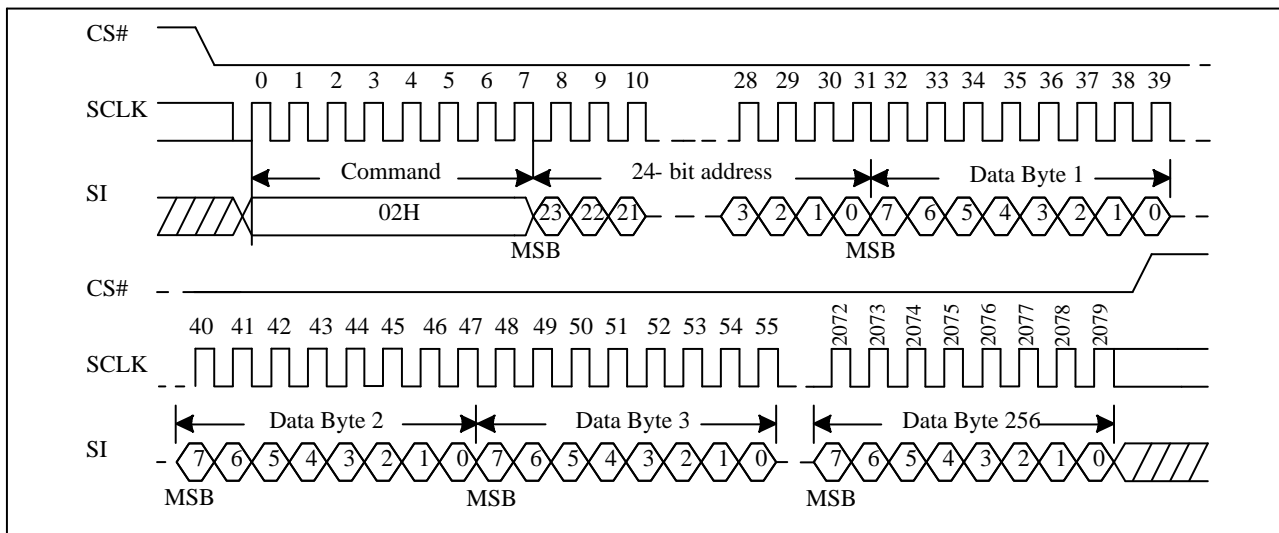 CS#
0 1 2 3 4 5 6 7 8 9 10 28 29 30 31 32 33 34 35 36 37 38 39
SCLK
Command 24- bit address Data Byte 1
SI
02H 23 22 21 3 2 1 0 7 6 5 4 3 2 1 0
MSB MSB
CS#
40 41 42 43 44 45 46 47 48 49 50 51 52 53 54 55 2072 2073 2074 2075 2076 2077 2078 2079
SCLK
Data Byte 2 Data Byte 3 Data Byte 256
SI
7 6 5 4 3 2 1 0 7 6 5 4 3 2 1 0 7 6 5 4 3 2 1 0
MSB MSB MSB